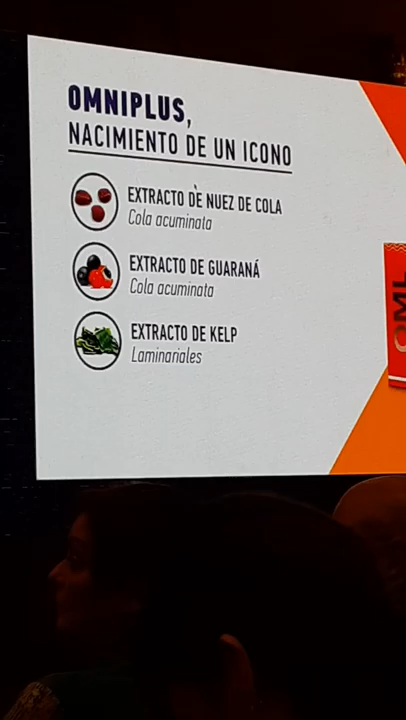 OMNIPLUS,
NACIMIENTO DE UN ICONO
EXTRACTO DE NUEZ DE COLA
Cola acuminata
EXTRACTO DE GUARANÁ
Cola acuminata
EXTRACTO DE KELP
Laminariales
OMI